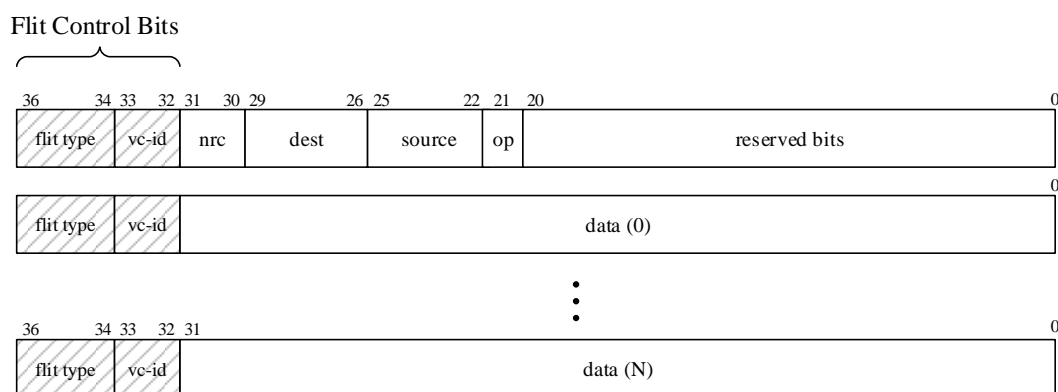 Flit Control Bits
36 34 33 32 31 30 29 26 25 22 21 20 0
flit type vc-id nrc dest source op reserved bits
0
flit type vc-id data (0)
36 34 33 32 31 0
flit type vc-id data (N)